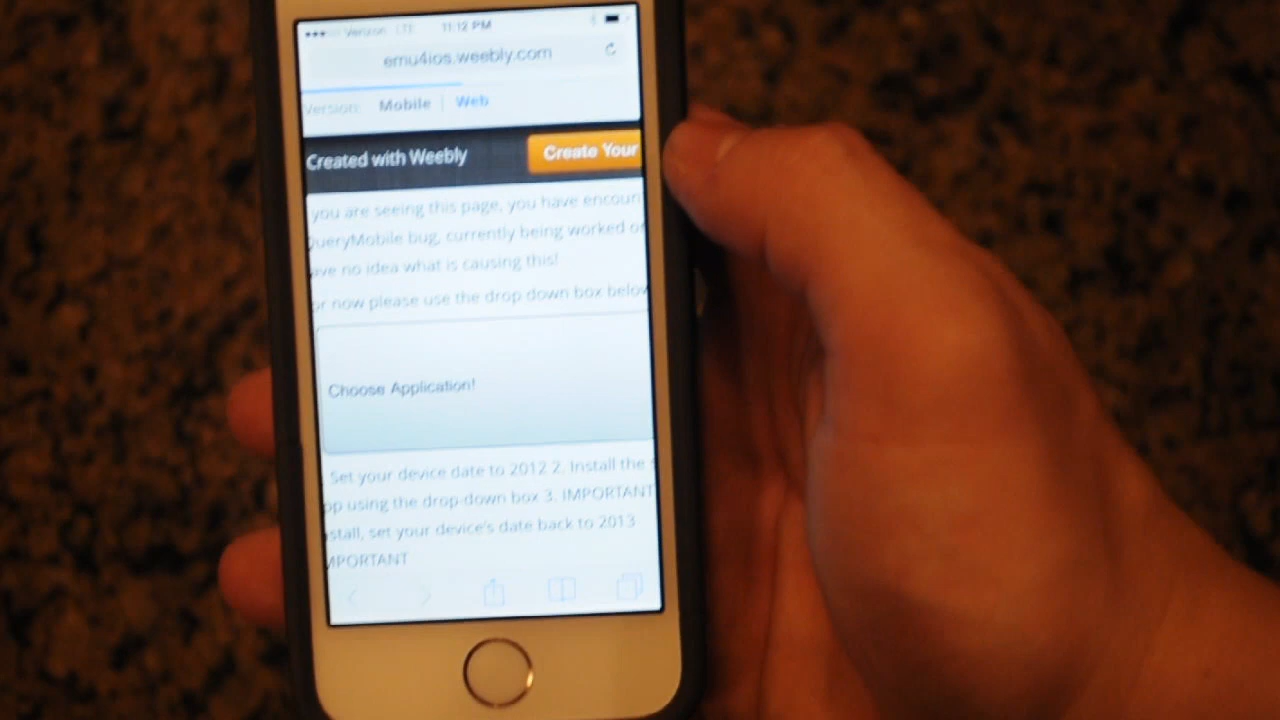 Verizon LTE 11:12 PM
emu4ios.weebly.com
Version: Mobile | Web
Created with Weebly Create Your
you are seeing this page, you have encoun
QueryMobile bug, currently being worked o
ave no idea what is causing this!
or now please use the drop down box below
Choose Application!
Set your device date to 2012 2. Install the
pp using the drop-down box 3. IMPORTANT
stall, set your device's date back to 2013
MPORTANT